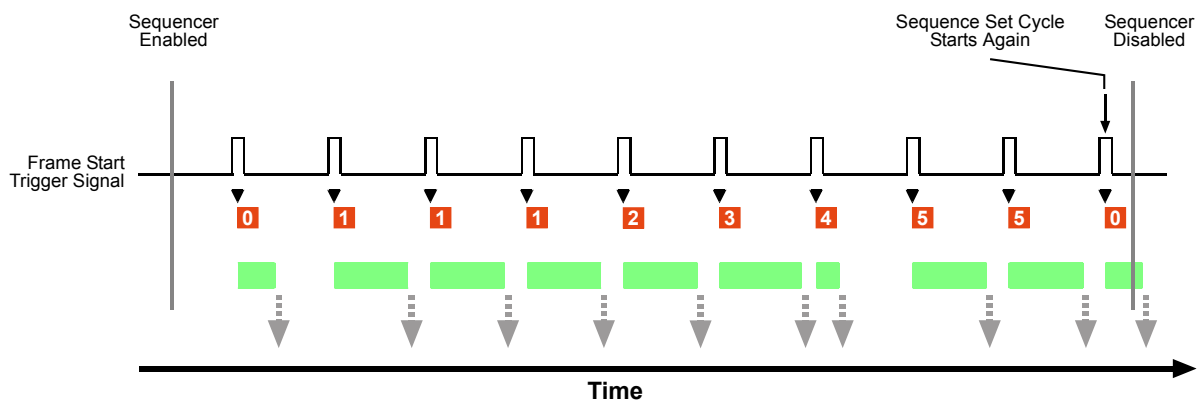 Sequencer
Enabled
Sequence Set Cycle
Starts Again
Sequencer
Disabled
Frame Start
Trigger Signal
0 1 1 1 2 3 4 5 5 0
Time